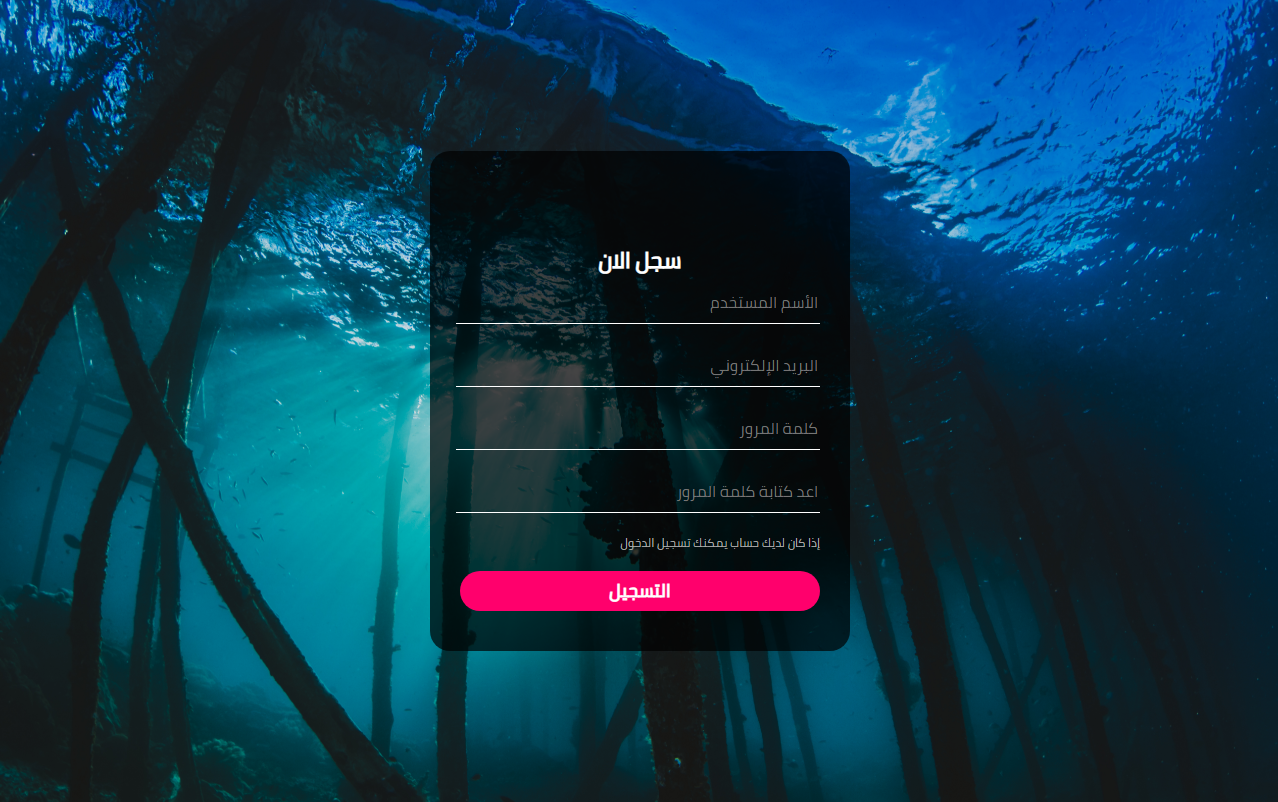 سجل الان
الأسم المستخدم
البريد الإلكتروني
كلمة المرور
اعد كتابة كلمة المرور
إذا كان لديك حساب يمكنك تسجيل الدخول
التسجيل